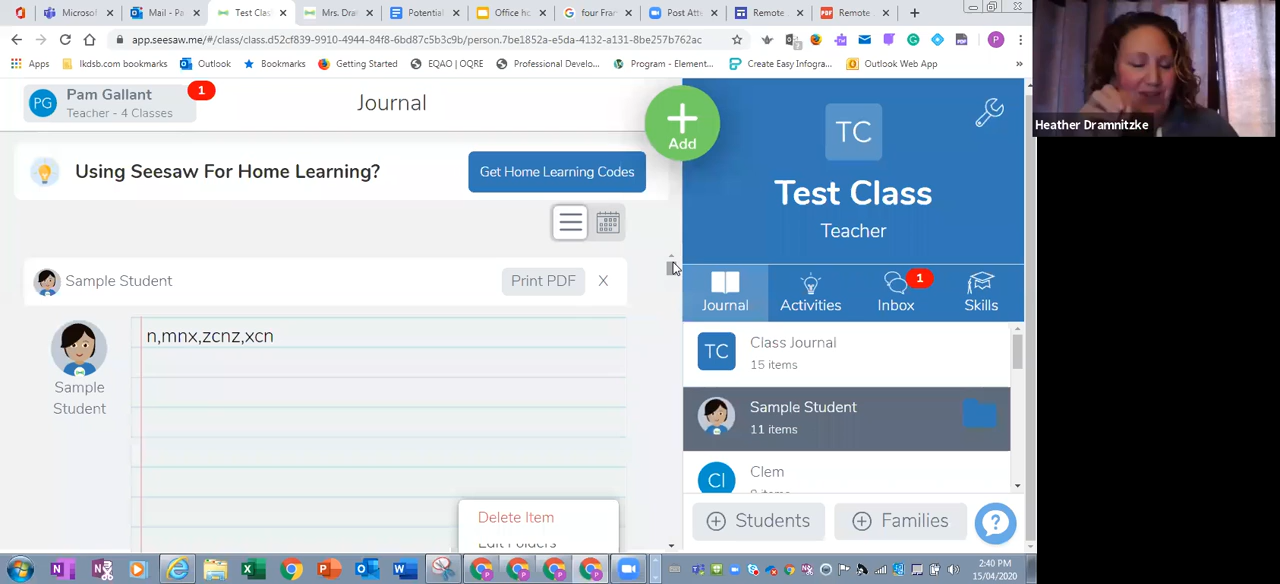 Microsof
Mail - Pa
Test Clas
Mrs. Dra
Potential
Office ho
four Fran
Post Atte
Remote
Remote
app.seesaw.me/#/class/class.d52cf839-9910-4944-84f8-6bd87c5b3c9b/person.7be1852a-e5da-4132-a131-8be257b762ac
Apps
lkdsb.com bookmarks
Outlook
Bookmarks
Getting Started
EQAO | OQRE
Professional Develo...
Program - Element...
Create Easy Infogra...
Outlook Web App
»
PG
Pam Gallant
Teacher - 4 Classes
1
Journal
Add
Using Seesaw For Home Learning?
Get Home Learning Codes
Sample Student
Print PDF
X
Sample
Student
n,mnx,zcnz,xcn
Delete Item
Edit Folders
TC
Test Class
Teacher
Journal
Activities
Inbox
1
Skills
TC
Class Journal
15 items
Sample Student
11 items
Cl
Clem
Students
Families
?
Heather Dramnitzke
2:40 PM
15/04/2020